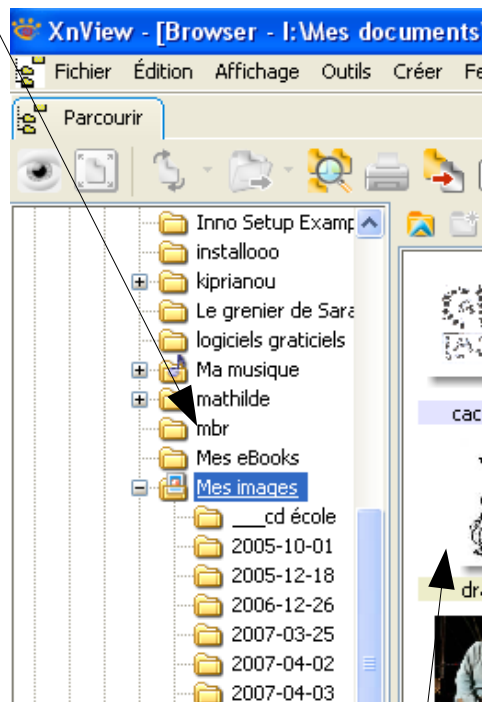 XnView - [Browser - I:\Mes documents\
Fichier Édition Affichage Outils Créer Fe
Parcourir
Inno Setup Examp
installooo
kiprianou
Le grenier de Sara
logiciels graticiels
Ma musique
mathilde
mbr
Mes eBooks
Mes images
___cd école
2005-10-01
2005-12-18
2006-12-26
2007-03-25
2007-04-02
2007-04-03
cac
dra